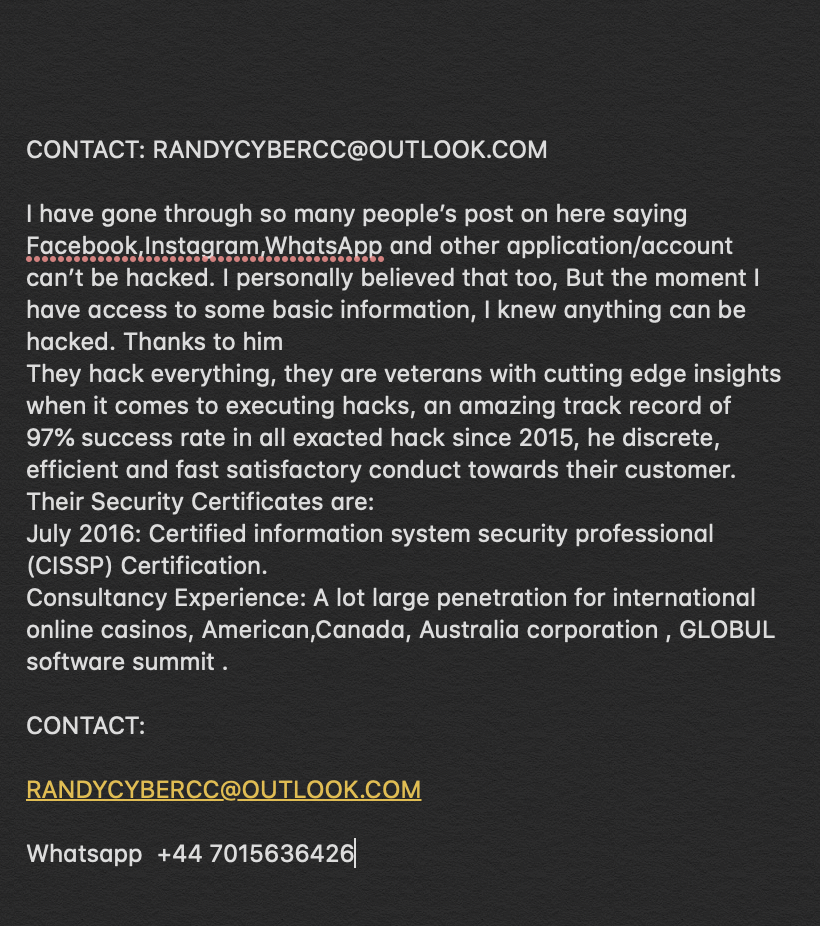 CONTACT: RANDYCYBERCC@OUTLOOK.COM
I have gone through so many people’s post on here saying
Facebook,Instagram,WhatsApp and other application/account
can’t be hacked. I personally believed that too, But the moment I
have access to some basic information, I knew anything can be
hacked. Thanks to him
They hack everything, they are veterans with cutting edge insights
when it comes to executing hacks, an amazing track record of
97% success rate in all exacted hack since 2015, he discrete,
efficient and fast satisfactory conduct towards their customer.
Their Security Certificates are:
July 2016: Certified information system security professional
(CISSP) Certification.
Consultancy Experience: A lot large penetration for international
online casinos, American,Canada, Australia corporation , GLOBUL
software summit .
CONTACT:
RANDYCYBERCC@OUTLOOK.COM
Whatsapp  +44 7015636426